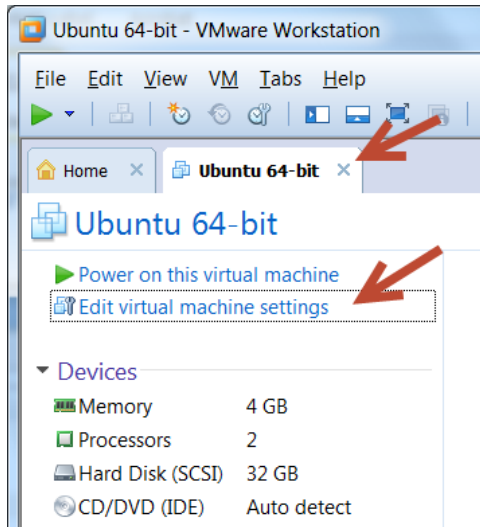 Ubuntu 64-bit - VMware Workstation
File Edit View VM Tabs Help
Home Ubuntu 64-bit
Ubuntu 64-bit
Power on this virtual machine
Edit virtual machine settings
Devices
Memory 4 GB
Processors 2
Hard Disk (SCSI) 32 GB
CD/DVD (IDE) Auto detect